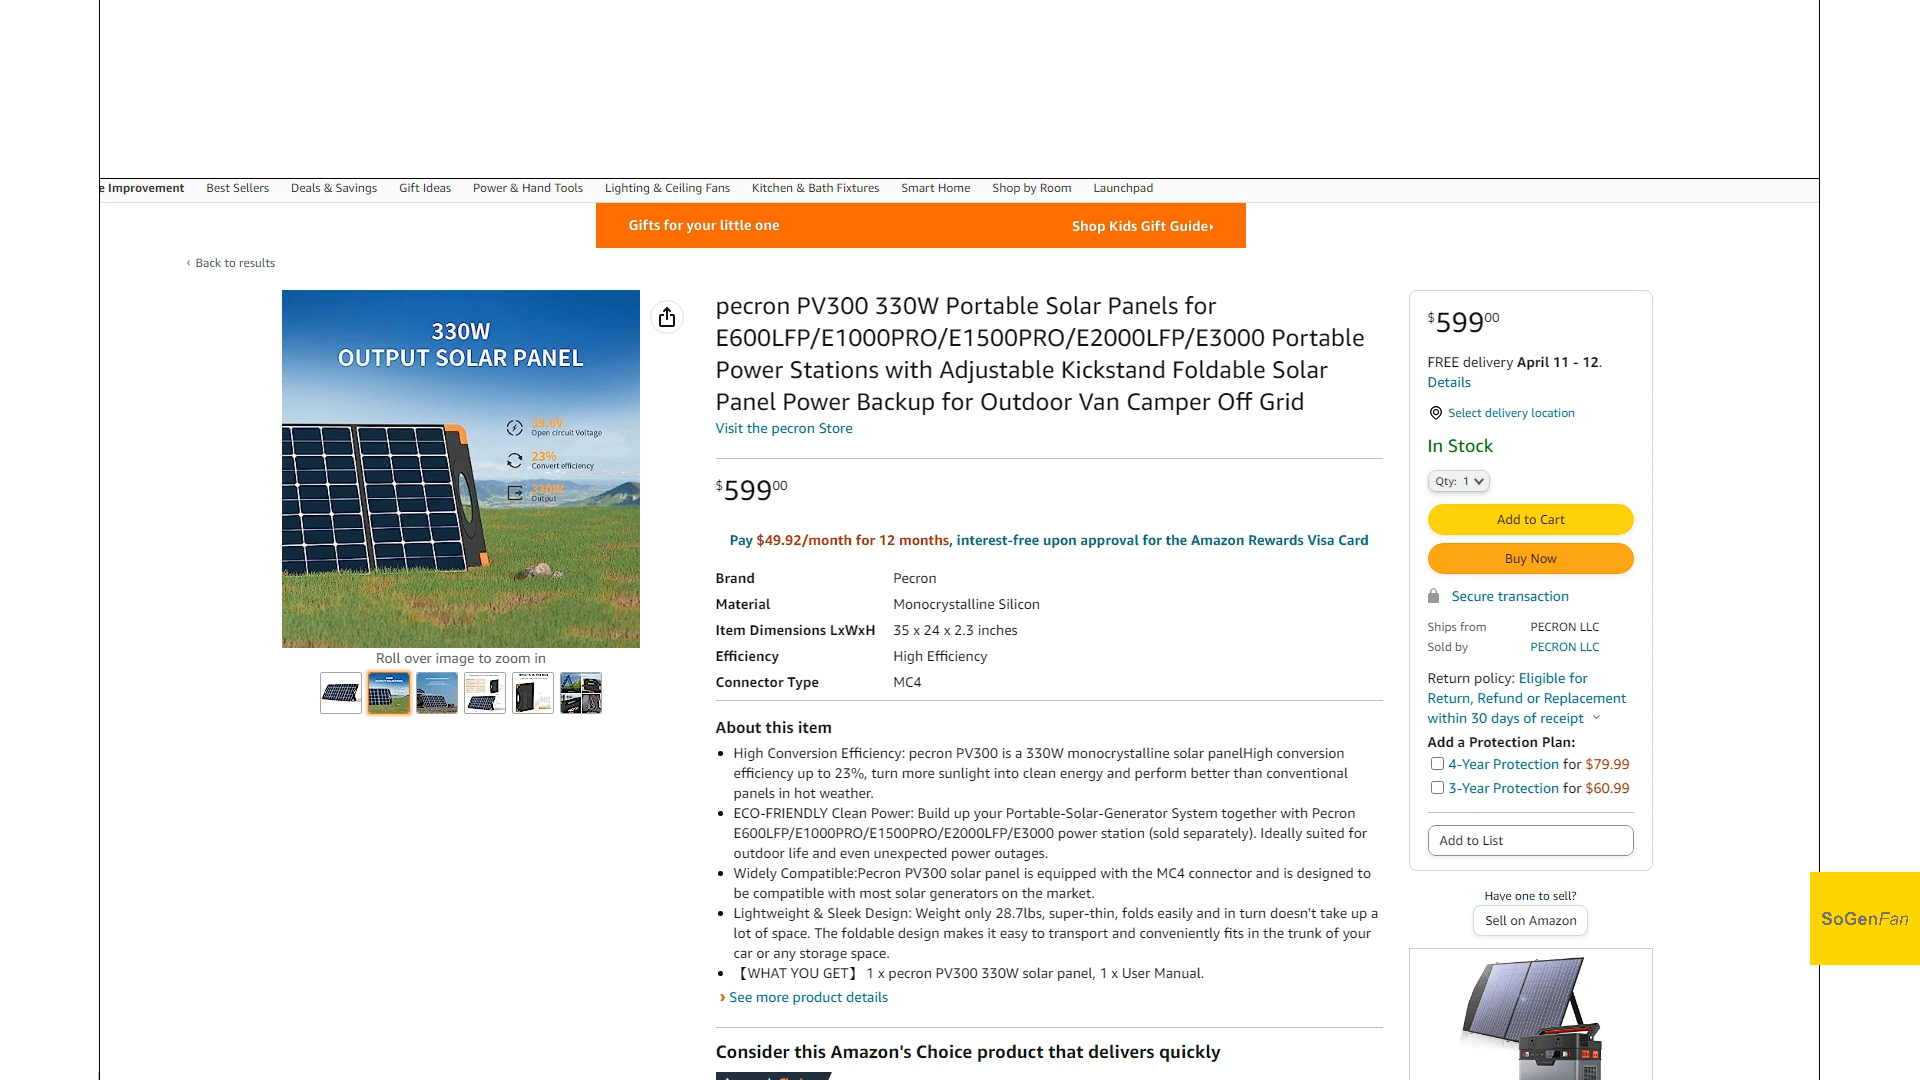 e Improvement Best Sellers Deals & Savings Gift Ideas Power & Hand Tools Lighting & Ceiling Fans Kitchen & Bath Fixtures Smart Home Shop by Room Launchpad
Gifts for your little one Shop Kids Gift Guide›
‹ Back to results
330W
OUTPUT SOLAR PANEL
39.6V
Open circuit Voltage
23%
Convert efficiency
330W
Output
Roll over image to zoom in
pecron PV300 330W Portable Solar Panels for
E600LFP/E1000PRO/E1500PRO/E2000LFP/E3000 Portable
Power Stations with Adjustable Kickstand Foldable Solar
Panel Power Backup for Outdoor Van Camper Off Grid
Visit the pecron Store
$59900
Pay $49.92/month for 12 months, interest-free upon approval for the Amazon Rewards Visa Card
Brand Pecron
Material Monocrystalline Silicon
Item Dimensions LxWxH 35 x 24 x 2.3 inches
Efficiency High Efficiency
Connector Type MC4
About this item
• High Conversion Efficiency: pecron PV300 is a 330W monocrystalline solar panelHigh conversion
efficiency up to 23%, turn more sunlight into clean energy and perform better than conventional
panels in hot weather.
• ECO-FRIENDLY Clean Power: Build up your Portable-Solar-Generator System together with Pecron
E600LFP/E1000PRO/E1500PRO/E2000LFP/E3000 power station (sold separately). Ideally suited for
outdoor life and even unexpected power outages.
• Widely Compatible:Pecron PV300 solar panel is equipped with the MC4 connector and is designed to
be compatible with most solar generators on the market.
• Lightweight & Sleek Design: Weight only 28.7lbs, super-thin, folds easily and in turn doesn't take up a
lot of space. The foldable design makes it easy to transport and conveniently fits in the trunk of your
car or any storage space.
• 【WHAT YOU GET】 1 x pecron PV300 330W solar panel, 1 x User Manual.
› See more product details
Consider this Amazon's Choice product that delivers quickly
$59900
FREE delivery April 11 - 12.
Details
Select delivery location
In Stock
Qty: 1
Add to Cart
Buy Now
Secure transaction
Ships from PECRON LLC
Sold by PECRON LLC
Return policy: Eligible for
Return, Refund or Replacement
within 30 days of receipt
Add a Protection Plan:
4-Year Protection for $79.99
3-Year Protection for $60.99
Add to List
Have one to sell?
Sell on Amazon
SoGenFan